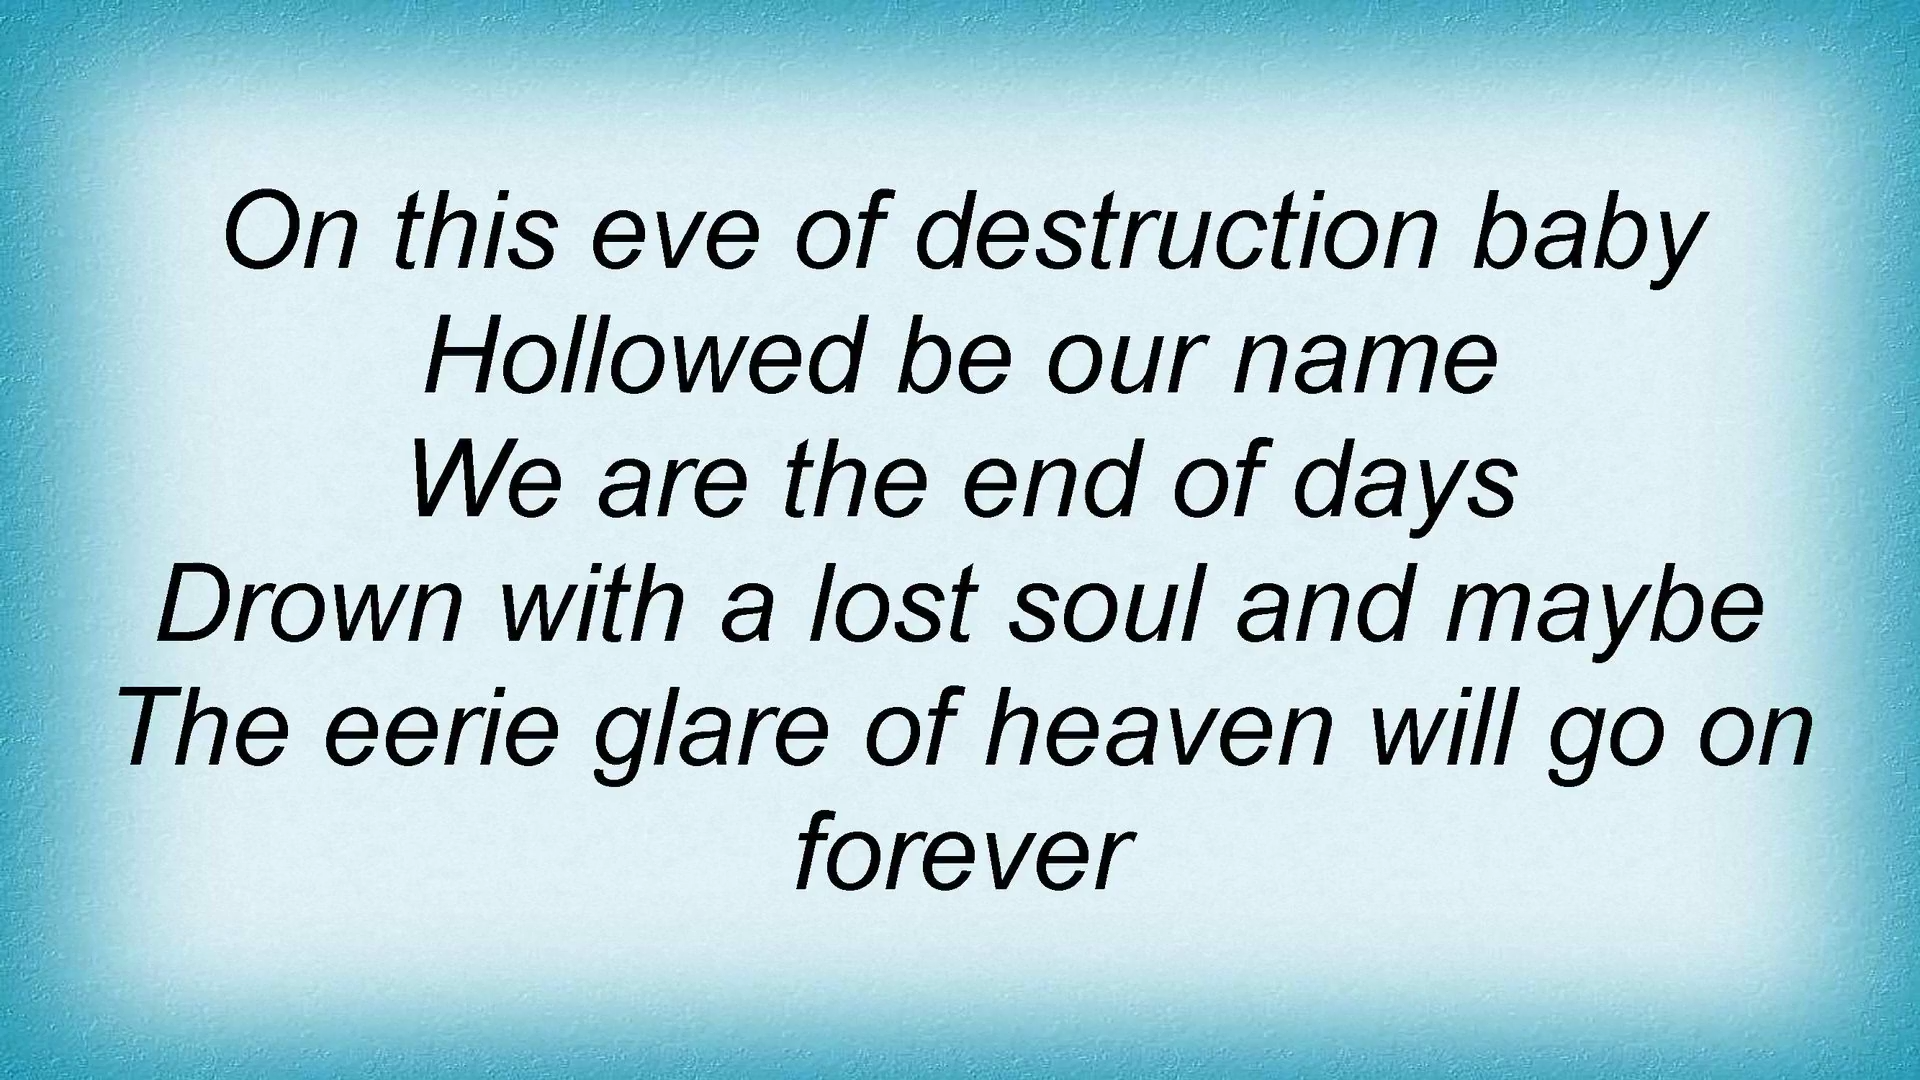 On this eve of destruction baby
Hollowed be our name
We are the end of days
Drown with a lost soul and maybe
The eerie glare of heaven will go on
forever